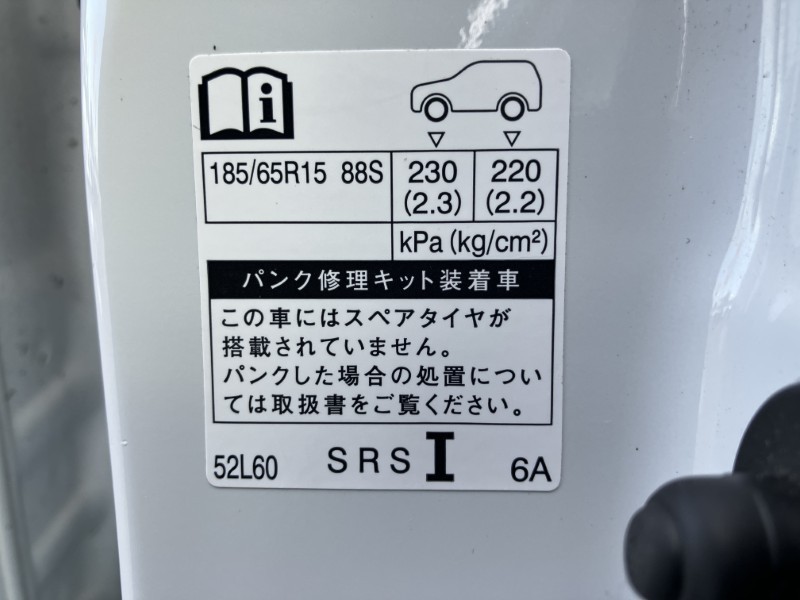 185/65R15 88S 230 220
(2.3) (2.2)
kPa (kg/cm²)
パンク修理キット装着車
この車にはスペアタイヤが
搭載されていません。
パンクした場合の処置につい
ては取扱書をご覧ください。
52L60 SRS I 6A